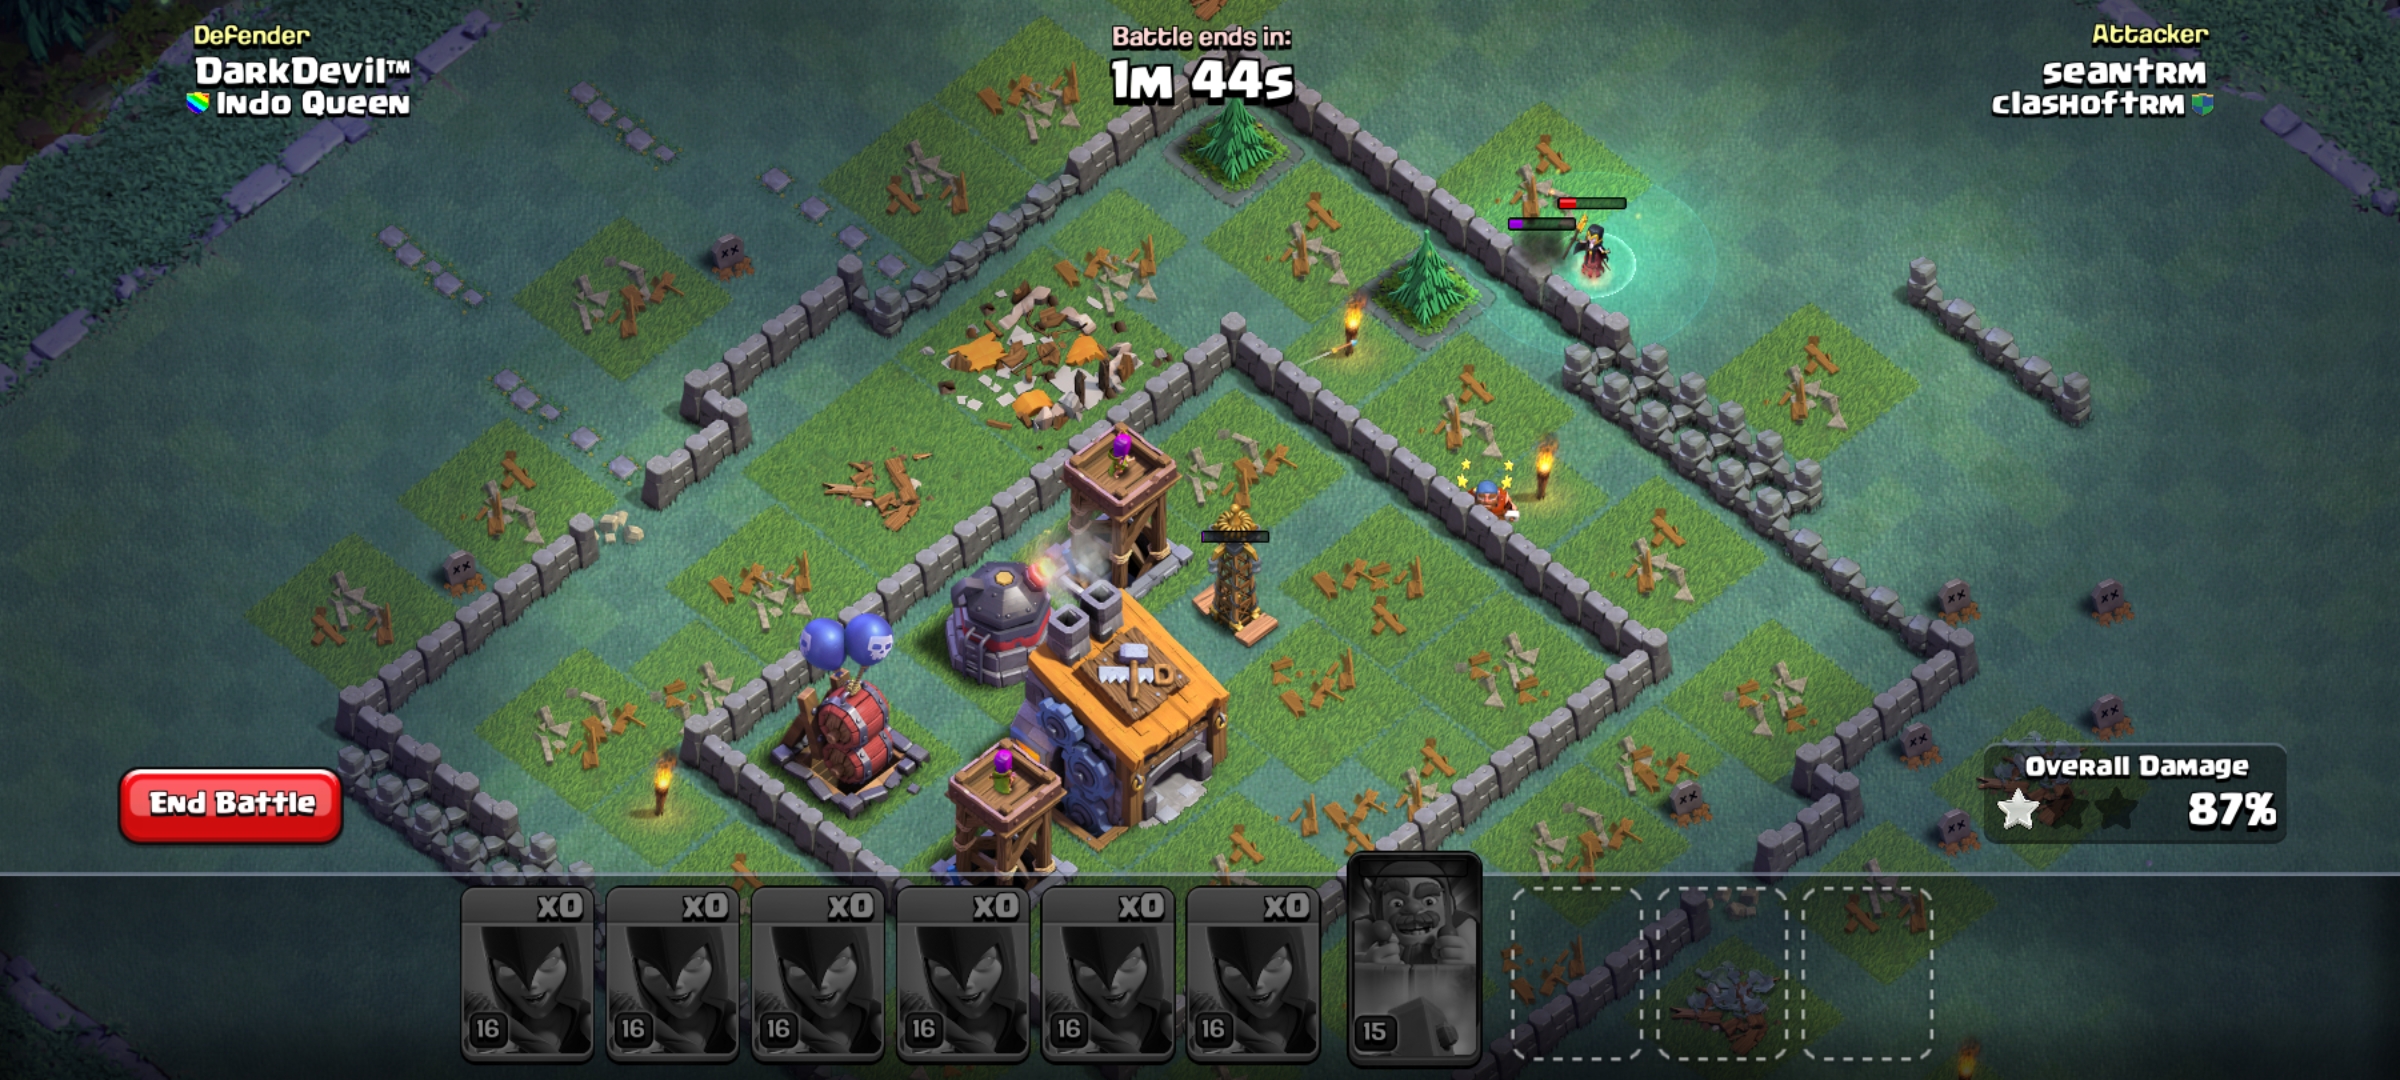 Defender
DarkDevil™
Indo Queen
Battle ends in:
1M 44s
Attacker
seantRM
clashoftRM
End Battle
Overall Damage
87%
x0
x0
x0
x0
x0
x0
16
16
16
16
16
16
15